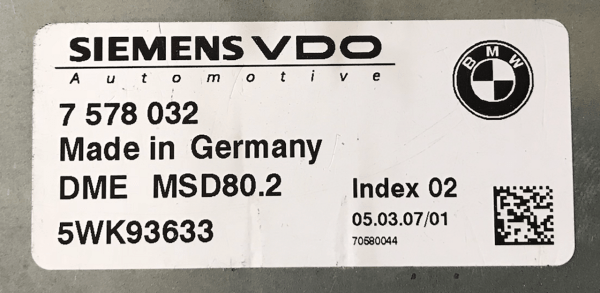 SIEMENS VDO
Automotive
BMW
7 578 032
Made in Germany
DME MSD80.2
Index 02
5WK93633
05.03.07/01
70580044